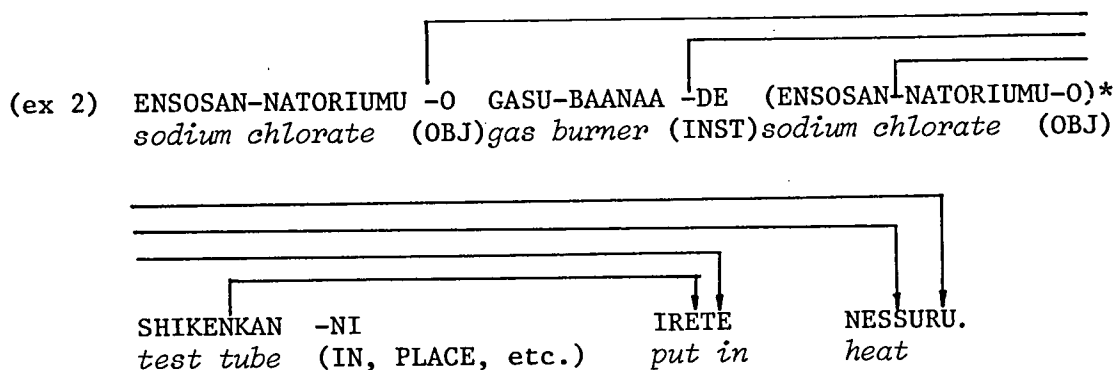 (ex 2) ENSOSAN-NATORIUMU -O GASU-BAANAA -DE (ENSOSAN-NATORIUMU-O)*
sodium chlorate (OBJ) gas burner (INST) sodium chlorate (OBJ)
SHIKENKAN -NI IRETE NESSURU.
test tube (IN, PLACE, etc.) put in heat